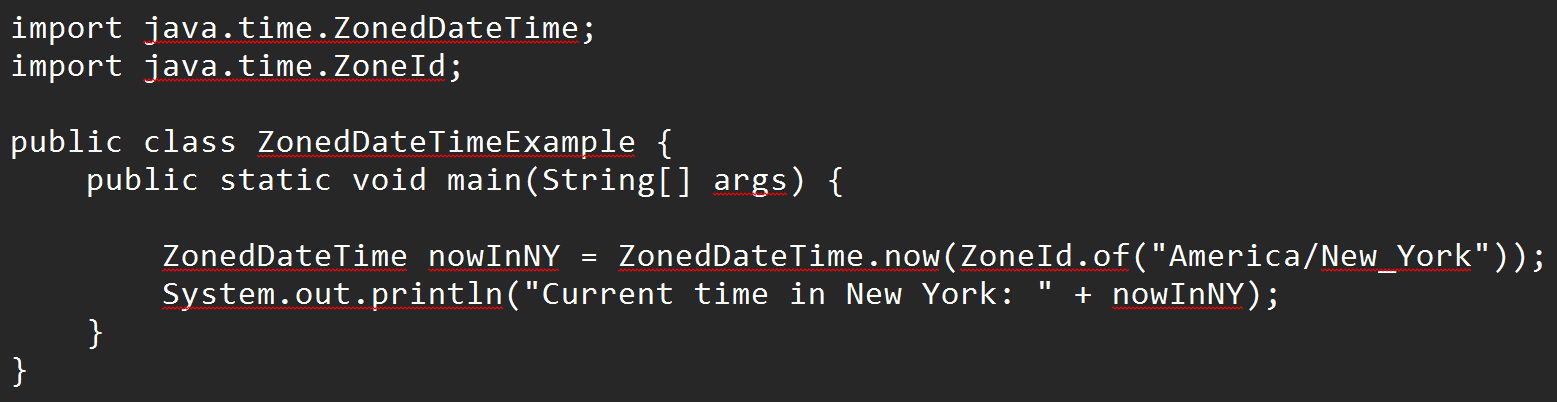 import java.time.ZonedDateTime;
import java.time.ZoneId;
public class ZonedDateTimeExample {
public static void main(String[] args) {
ZonedDateTime nowInNY = ZonedDateTime.now(ZoneId.of("America/New_York"));
System.out.println("Current time in New York: " + nowInNY);
}
}